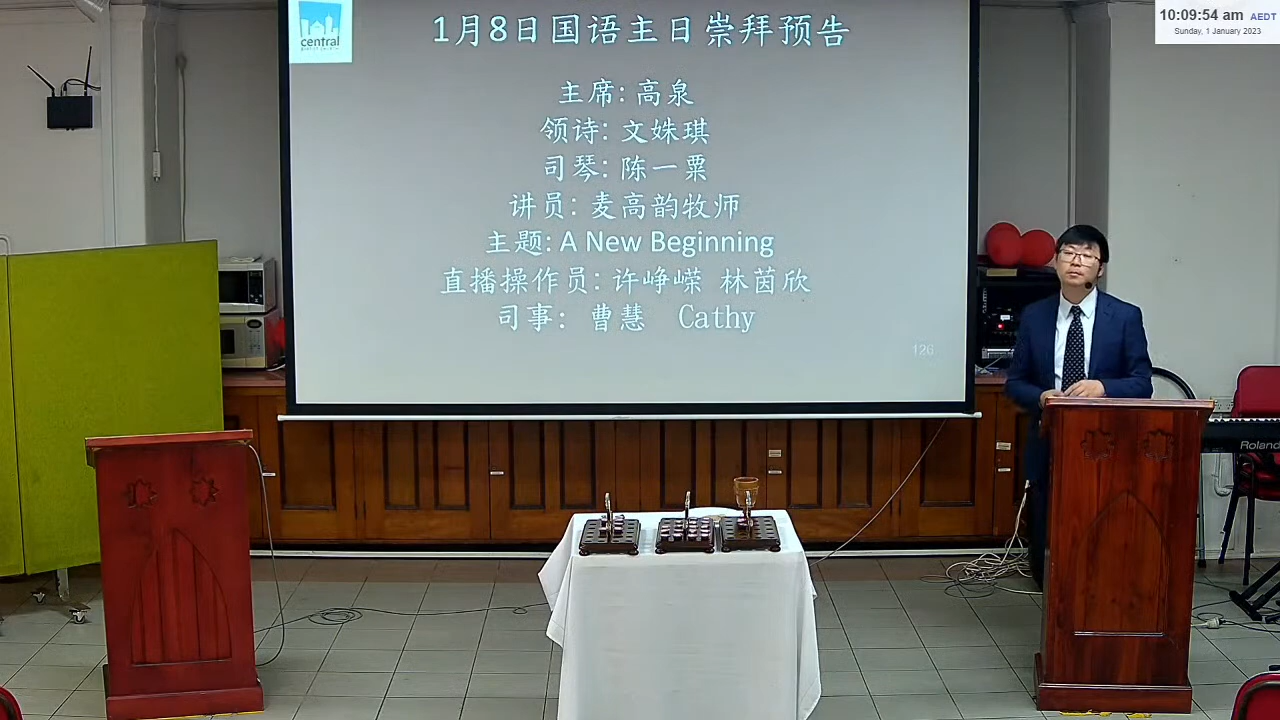 central
1月8日国语主日崇拜预告
主席: 高泉
领诗: 文姝琪
司琴: 陈一粟
讲员: 麦高韵牧师
主题: A New Beginning
直播操作员: 许峥嵘 林茵欣
司事: 曹慧 Cathy
126
10:09:54 am AEDT
Sunday, 1 January 2023
Roland